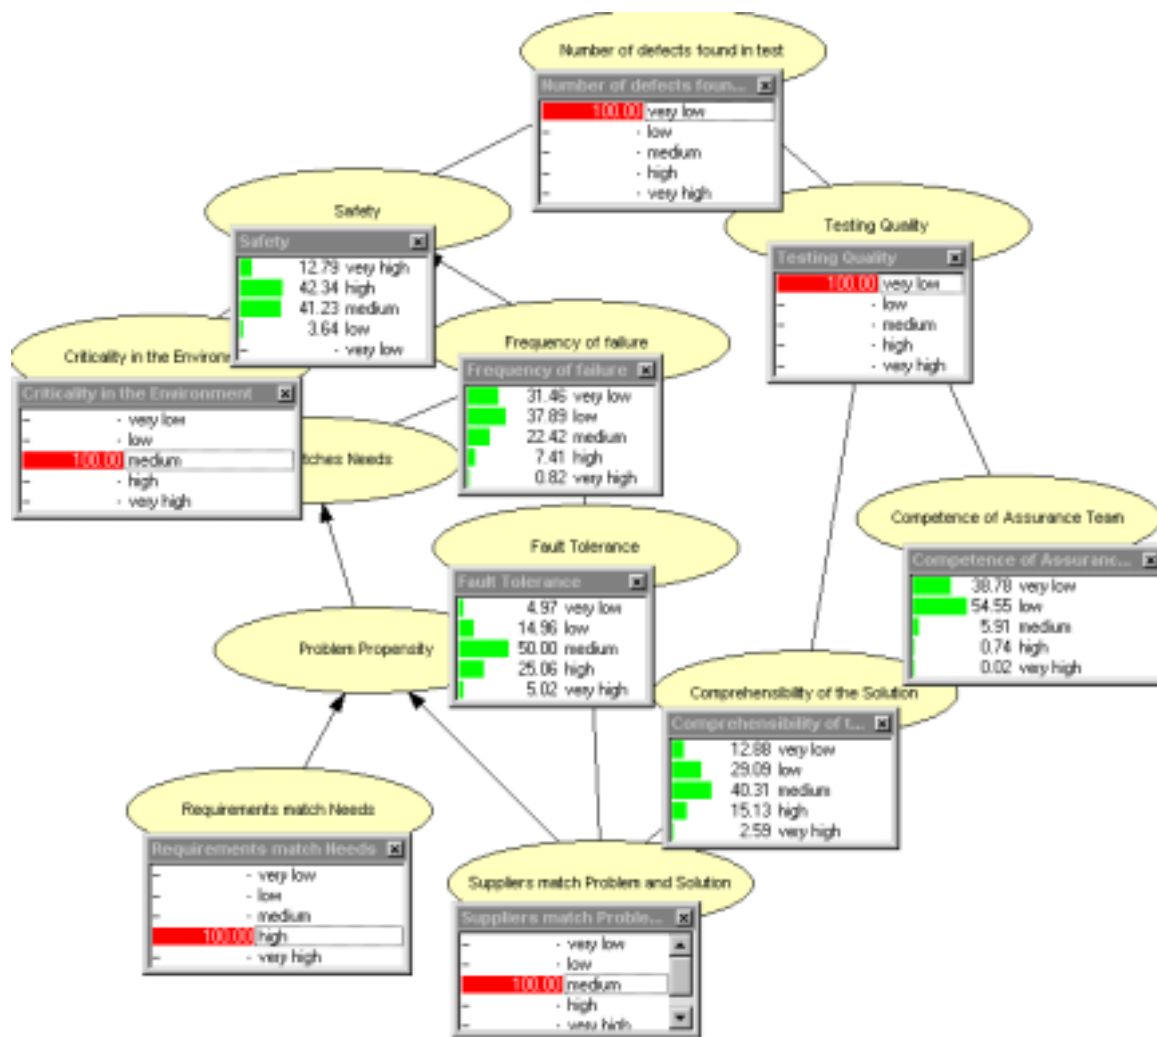 Number of defects found in test
Number of defects foun...
100.00 very low
- - low
- - medium
- - high
- - very high
Safety
Safety
12.79 very high
42.34 high
41.23 medium
3.64 low
- - very low
Testing Quality
Testing Quality
100.00 very low
- - low
- - medium
- - high
- - very high
Criticality in the Environm
Criticality in the Environment
- - very low
- - low
100.00 medium
- - high
- - very high
Frequency of failure
Frequency of failure
31.46 very low
37.89 low
22.42 medium
7.41 high
0.82 very high
tches Needs
Fault Tolerance
Fault Tolerance
4.97 very low
14.96 low
50.00 medium
25.06 high
5.02 very high
Competence of Assurance Team
Competence of Assuranc...
38.78 very low
54.55 low
5.91 medium
0.74 high
0.02 very high
Problem Propensity
Comprehensibility of the Solution
Comprehensibility of t...
12.88 very low
29.09 low
40.31 medium
15.13 high
2.59 very high
Requirements match Needs
Requirements match Needs
- - very low
- - low
- - medium
100.00 high
- - very high
Suppliers match Problem and Solution
Suppliers match Proble...
- - very low
- - low
100.00 medium
- - high
- - very high